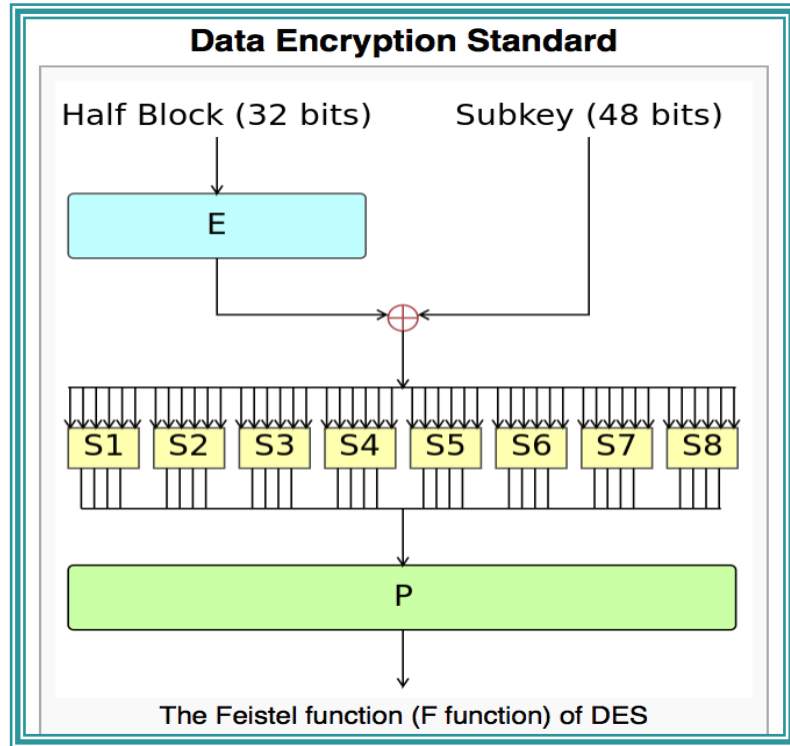 Data Encryption Standard
Half Block (32 bits) Subkey (48 bits)
E
S1 S2 S3 S4 S5 S6 S7 S8
P
The Feistel function (F function) of DES